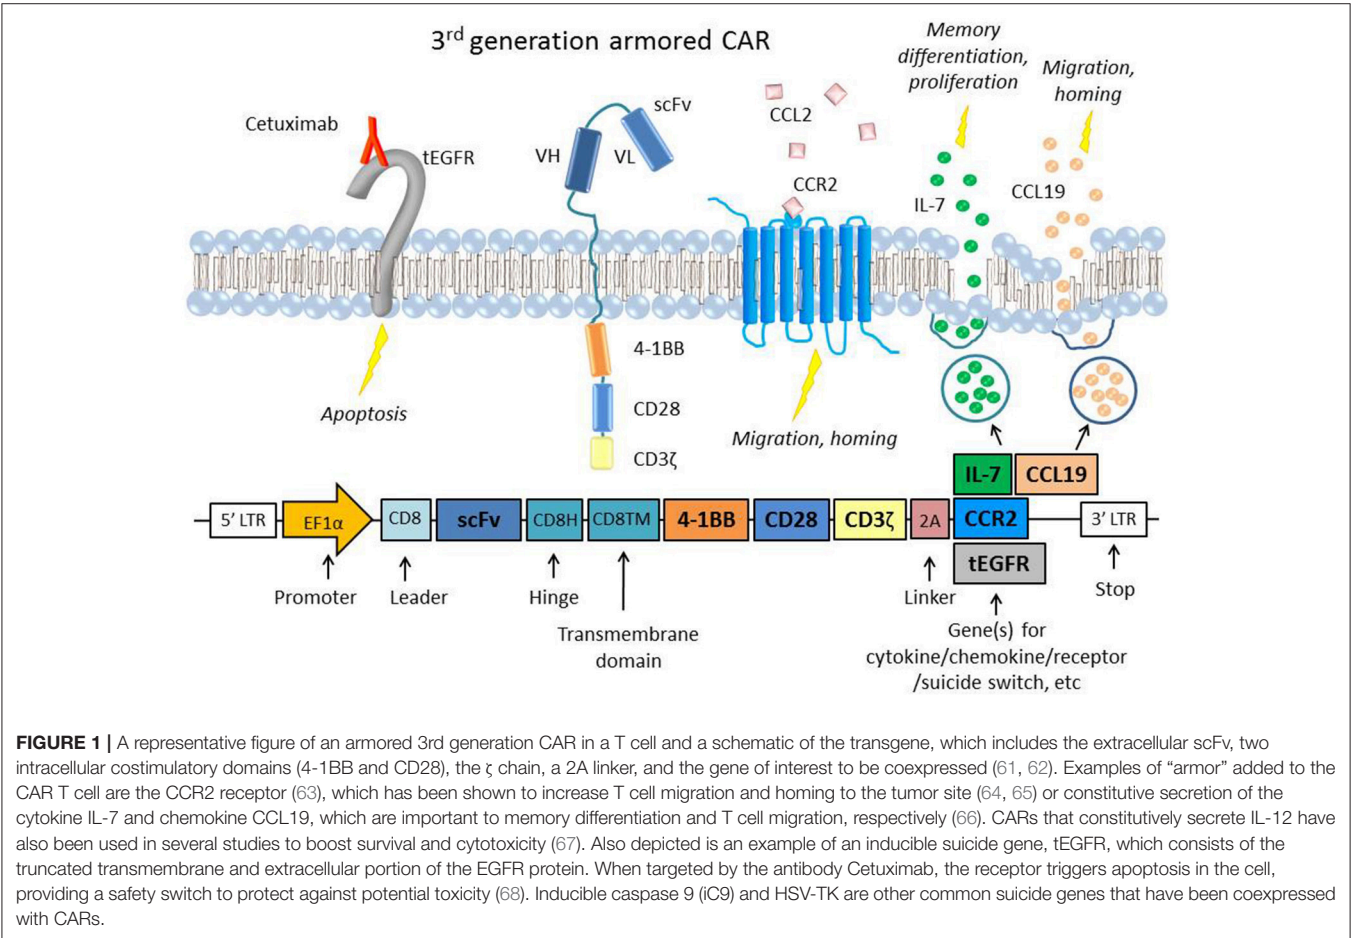 3rd generation armored CAR
Memory
differentiation,
proliferation
Migration,
homing
Cetuximab
tEGFR
scFv
VH
VL
CCL2
CCR2
IL-7
CCL19
4-1BB
CD28
CD3ζ
Apoptosis
Migration, homing
IL-7
CCL19
5' LTR
EF1α
CD8
scFv
CD8H
CD8TM
4-1BB
CD28
CD3ζ
2A
CCR2
3' LTR
tEGFR
Promoter
Leader
Hinge
Transmembrane
domain
Linker
Stop
Gene(s) for
cytokine/chemokine/receptor
/suicide switch, etc
FIGURE 1 | A representative figure of an armored 3rd generation CAR in a T cell and a schematic of the transgene, which includes the extracellular scFv, two
intracellular costimulatory domains (4-1BB and CD28), the ζ chain, a 2A linker, and the gene of interest to be coexpressed (61, 62). Examples of “armor” added to the
CAR T cell are the CCR2 receptor (63), which has been shown to increase T cell migration and homing to the tumor site (64, 65) or constitutive secretion of the
cytokine IL-7 and chemokine CCL19, which are important to memory differentiation and T cell migration, respectively (66). CARs that constitutively secrete IL-12 have
also been used in several studies to boost survival and cytotoxicity (67). Also depicted is an example of an inducible suicide gene, tEGFR, which consists of the
truncated transmembrane and extracellular portion of the EGFR protein. When targeted by the antibody Cetuximab, the receptor triggers apoptosis in the cell,
providing a safety switch to protect against potential toxicity (68). Inducible caspase 9 (iC9) and HSV-TK are other common suicide genes that have been coexpressed
with CARs.